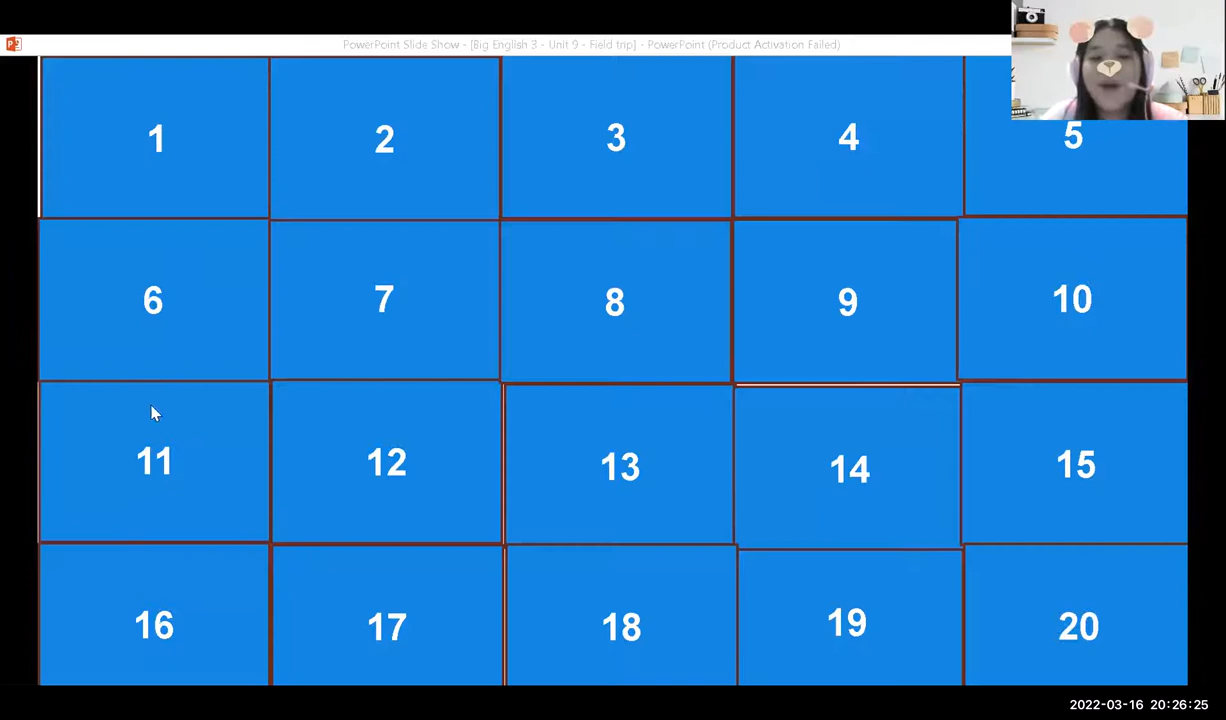 PowerPoint Slide Show - [Big English 3 - Unit 9 - Field trip] - PowerPoint (Product Activation Failed)
1 2 3 4 5
6 7 8 9 10
11 12 13 14 15
16 17 18 19 20
2022-03-16 20:26:25